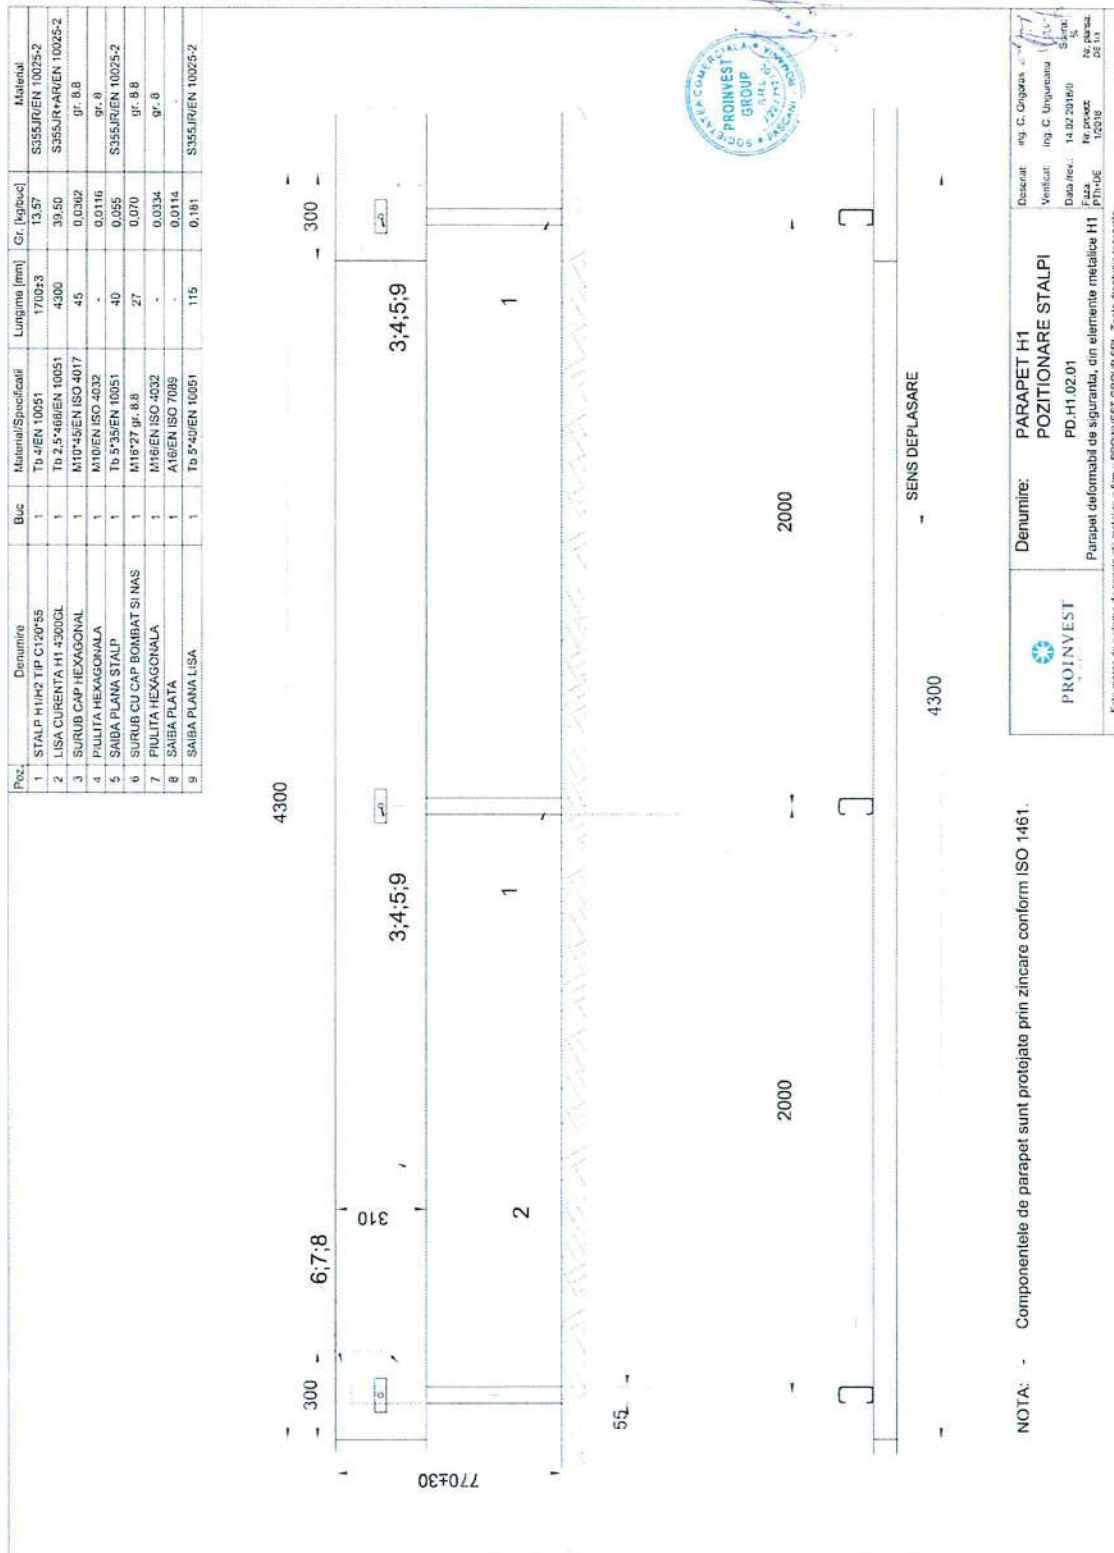 Poz. Denumire Buc Material/Specificatii Lungime [mm] Gr. [kg/buc] Material
1 STALP H1/H2 TIP C120*55 1 Tb 4/EN 10051 1700±3 13,57 S355JR/EN 10025-2
2 LISA CURENTA H1 4300GL 1 Tb 2,5*468/EN 10051 4300 39,50 S355JR+AR/EN 10025-2
3 SURUB CAP HEXAGONAL 1 M10*45/EN ISO 4017 45 0,0362 gr. 8.8
4 PIULITA HEXAGONALA 1 M10/EN ISO 4032 - 0,0116 gr. 8
5 SAIBA PLANA STALP 1 Tb 5*35/EN 10051 40 0,055 S355JR/EN 10025-2
6 SURUB CU CAP BOMBAT SI NAS 1 M16*27 gr. 8.8 27 0,070 gr. 8.8
7 PIULITA HEXAGONALA 1 M16/EN ISO 4032 - 0,0334 gr. 8
8 SAIBA PLATA 1 A16/EN ISO 7089 - 0,0114 -
9 SAIBA PLANA LISA 1 Tb 5*40/EN 10051 115 0,181 S355JR/EN 10025-2
4300
300
6;7;8
300
310
3;4;5;9
3;4;5;9
770±30
2
1
1
55
2000
2000
SENS DEPLASARE
4300
SOCIETATEA COMERCIALA
PROINVEST
GROUP
SRL
PASCANI
ROMANIA
NOTA: - Componentele de parapet sunt protejate prin zincare conform ISO 1461.
PROINVEST
Denumire: PARAPET H1
POZITIONARE STALPI
PD.H1.02.01
Parapet deformabil de siguranta, din elemente metalice H1
Desenat: ing. C. Grigoras
Verificat: ing. C. Ungureanu
Data /rev.: 14.02.2018/0
Scara: %
Faza: PTh+DE
Nr. proiect: 1/2018
Nr. plansa: DE 1/3